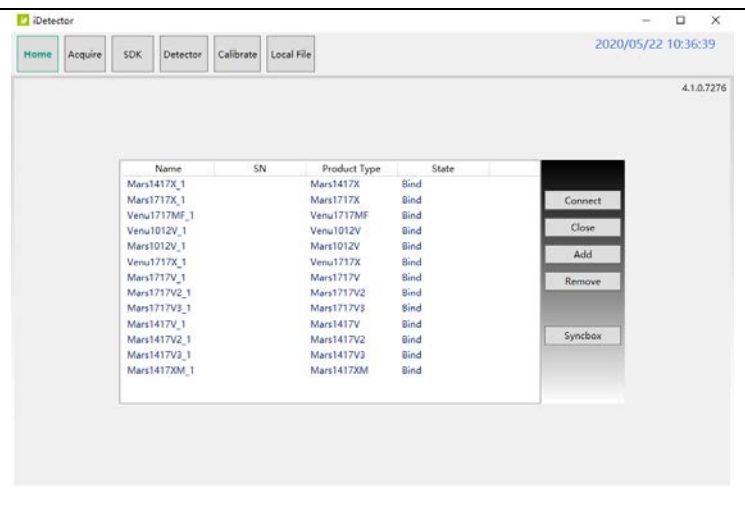 iDetector
Home Acquire SDK Detector Calibrate Local File
2020/05/22 10:36:39
4.1.0.7276
Name SN Product Type State
Mars1417X_1 Mars1417X Bind
Mars1717X_1 Mars1717X Bind
Venu1717MF_1 Venu1717MF Bind
Venu1012V_1 Venu1012V Bind
Mars1012V_1 Mars1012V Bind
Venu1717X_1 Venu1717X Bind
Mars1717V_1 Mars1717V Bind
Mars1717V2_1 Mars1717V2 Bind
Mars1717V3_1 Mars1717V3 Bind
Mars1417V_1 Mars1417V Bind
Mars1417V2_1 Mars1417V2 Bind
Mars1417V3_1 Mars1417V3 Bind
Mars1417XM_1 Mars1417XM Bind
Connect
Close
Add
Remove
Syncbox